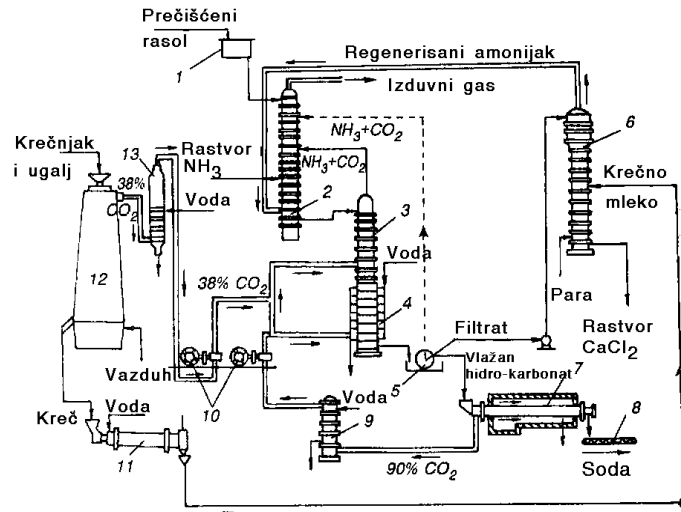 Prečišćeni
rasol
1
Regenerisani amonijak
Izduvni gas
NH3+CO2
6
Krečnjak
i ugalj
13
38%
CO2
Rastvor
NH3
NH3+CO2
Krečno
mleko
Voda
2
3
Voda
12
38% CO2
4
Para
Rastvor
CaCl2
Filtrat
Vazduh
10
5
Vlažan
hidro-karbonat
7
Kreč
Voda
11
Voda
9
90% CO2
8
Soda